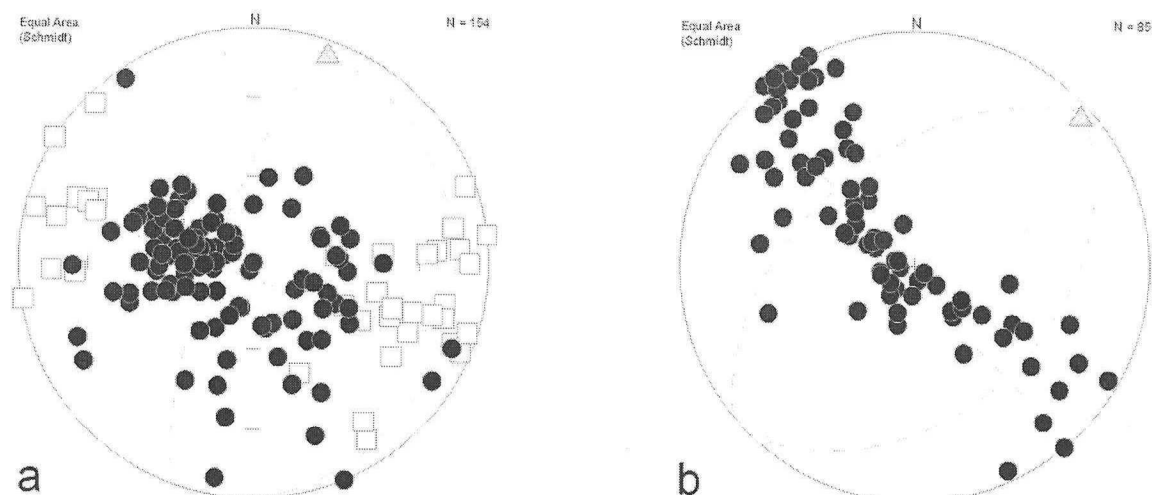 Equal Area
(Schmidt)
N
N = 154
a
Equal Area
(Schmidt)
N
N = 85
b